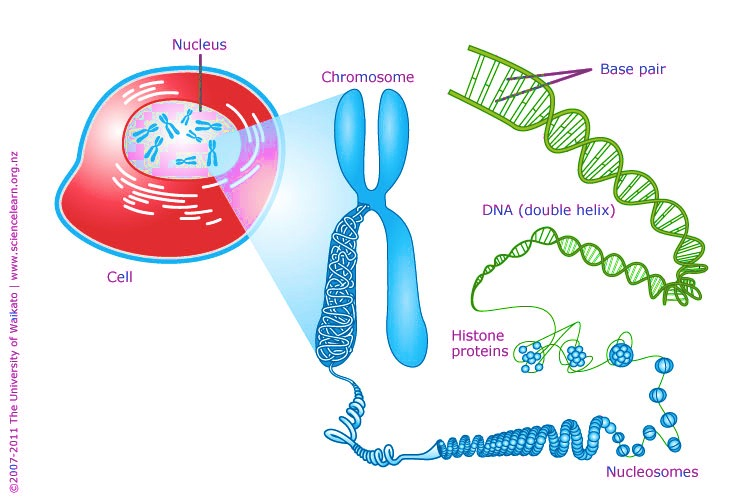 Nucleus
Chromosome
Base pair
DNA (double helix)
Cell
Histone
proteins
Nucleosomes
©2007-2011 The University of Waikato | www.sciencelearn.org.nz